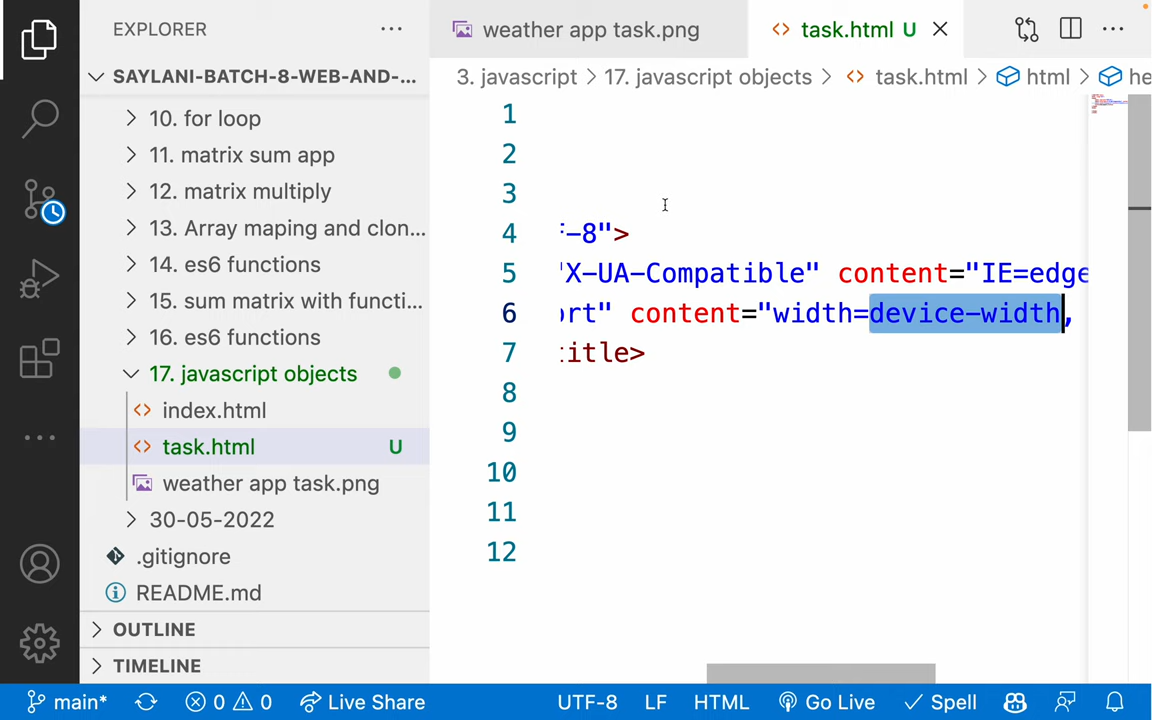 EXPLORER
SAYLANI-BATCH-8-WEB-AND-...
10. for loop
11. matrix sum app
12. matrix multiply
13. Array maping and clon...
14. es6 functions
15. sum matrix with functi...
16. es6 functions
17. javascript objects
index.html
task.html U
weather app task.png
30-05-2022
.gitignore
README.md
OUTLINE
TIMELINE
weather app task.png
task.html U
3. javascript > 17. javascript objects > task.html > html > he
1
2
3
4 F-8">
5 "X-UA-Compatible" content="IE=edge
6 ort" content="width=device-width,
7 title>
8
9
10
11
12
main* 0 0 Live Share UTF-8 LF HTML Go Live Spell